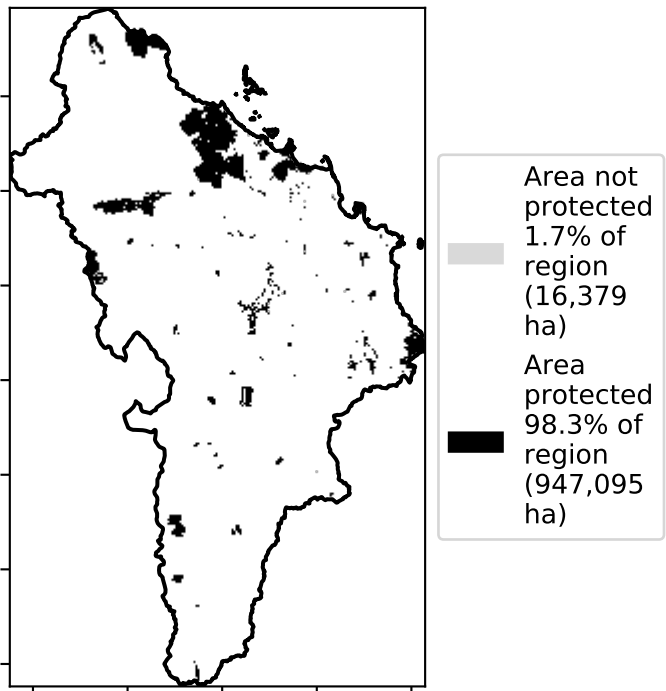 Area not
protected
1.7% of
region
(16,379
ha)
Area
protected
98.3% of
region
(947,095
ha)